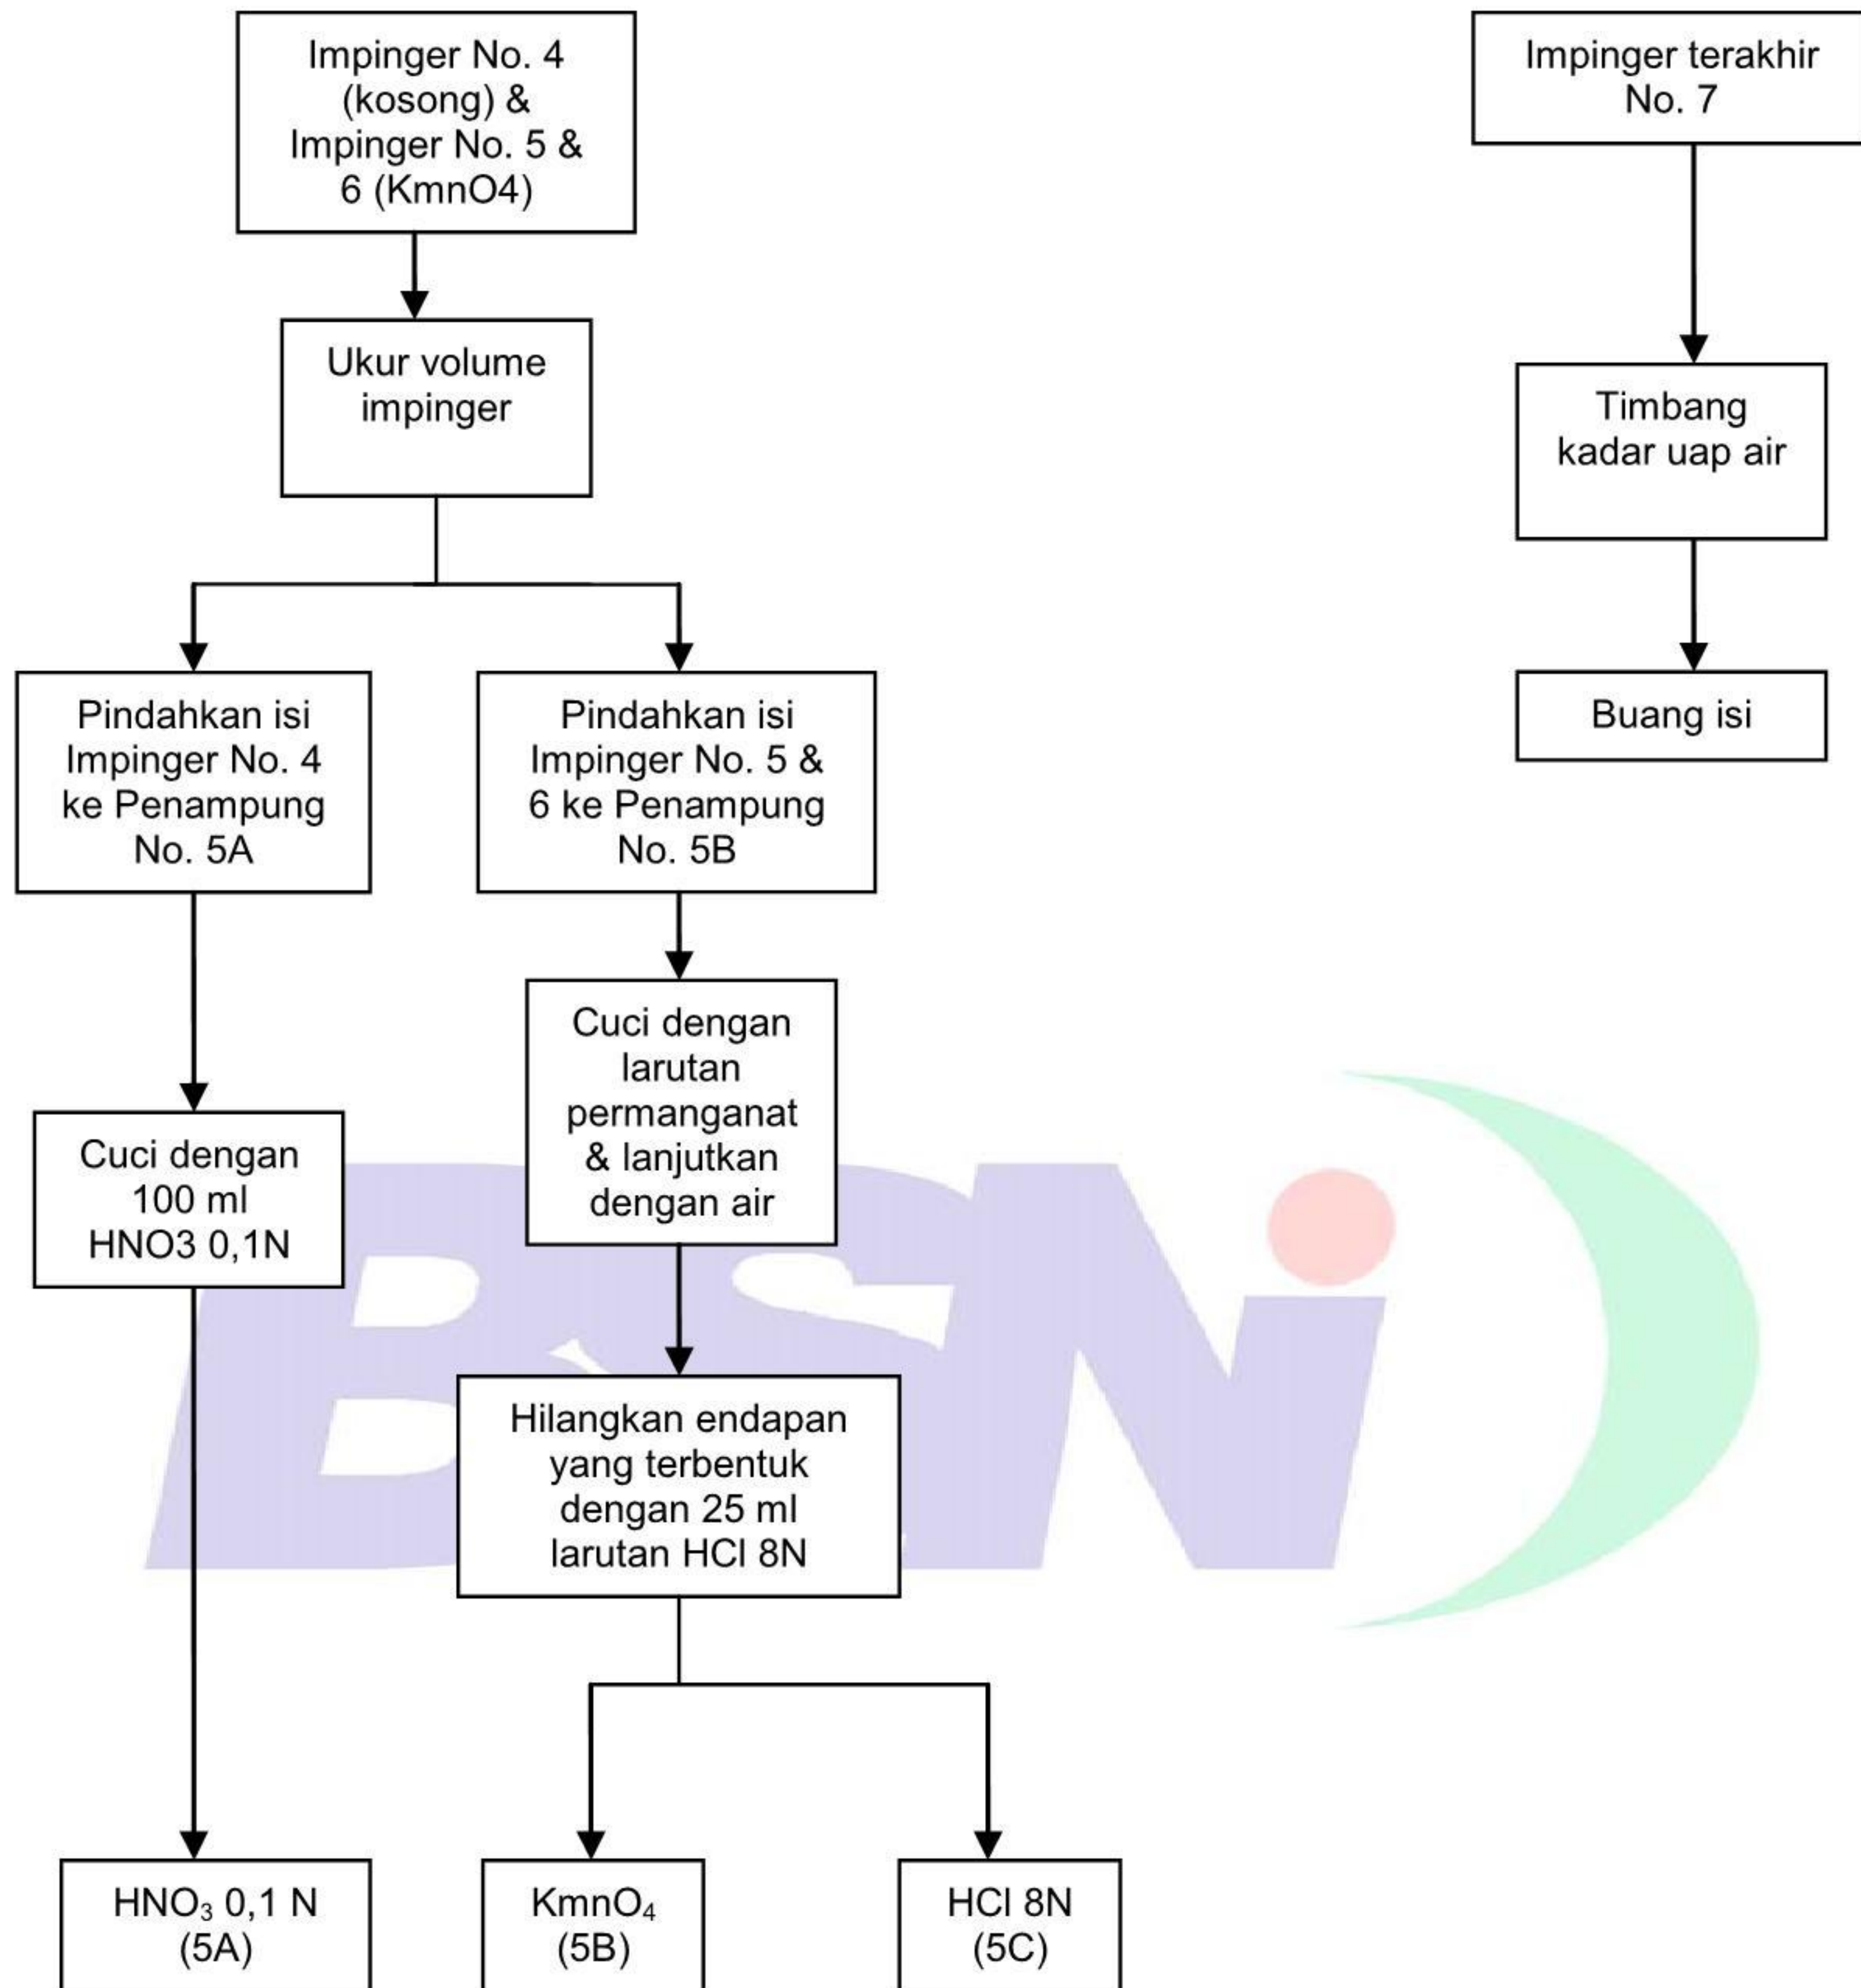 Impinger No. 4
(kosong) &
Impinger No. 5 &
6 (KmnO4)
Impinger terakhir
No. 7
Ukur volume
impinger
Timbang
kadar uap air
Pindahkan isi
Impinger No. 4
ke Penampung
No. 5A
Pindahkan isi
Impinger No. 5 &
6 ke Penampung
No. 5B
Buang isi
Cuci dengan
larutan
permanganat
& lanjutkan
dengan air
Cuci dengan
100 ml
HNO3 0,1N
BSNi
Hilangkan endapan
yang terbentuk
dengan 25 ml
larutan HCl 8N
HNO₃ 0,1 N
(5A)
KmnO₄
(5B)
HCl 8N
(5C)